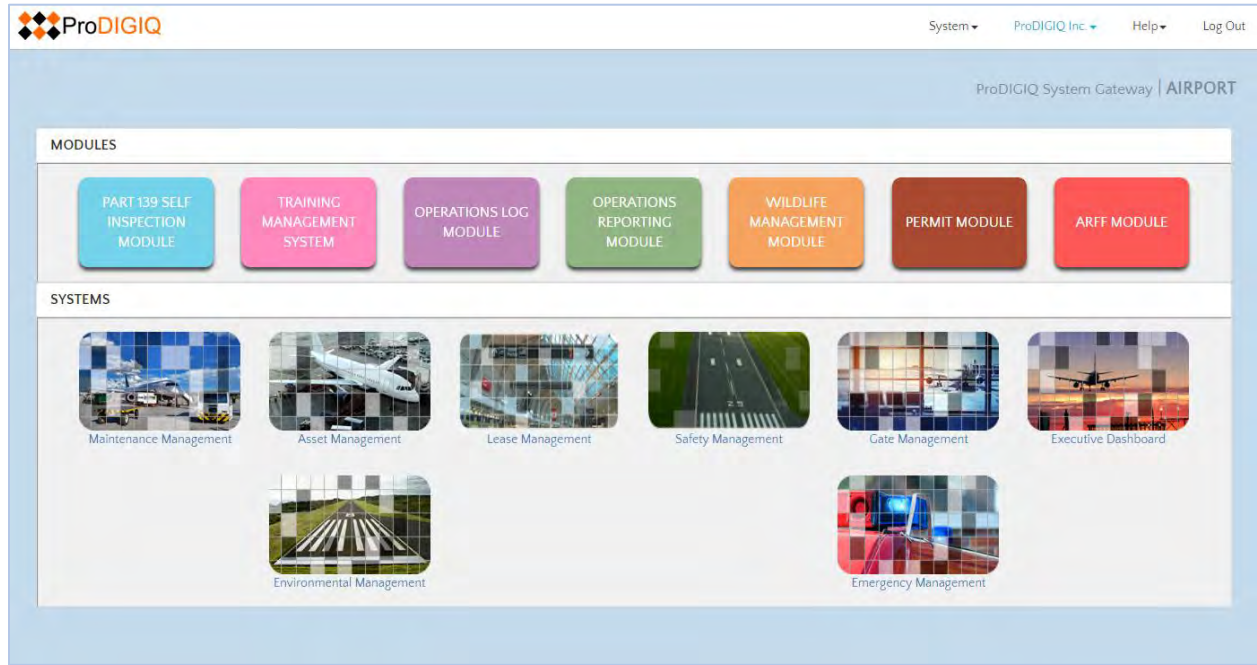 ProDIGIQ
System ProDIGIQ Inc. Help Log Out
ProDIGIQ System Gateway | AIRPORT
MODULES
PART 139 SELF
INSPECTION
MODULE
TRAINING
MANAGEMENT
SYSTEM
OPERATIONS LOG
MODULE
OPERATIONS
REPORTING
MODULE
WILDLIFE
MANAGEMENT
MODULE
PERMIT MODULE
ARFF MODULE
SYSTEMS
Maintenance Management
Asset Management
Lease Management
Safety Management
Gate Management
Executive Dashboard
Environmental Management
Emergency Management